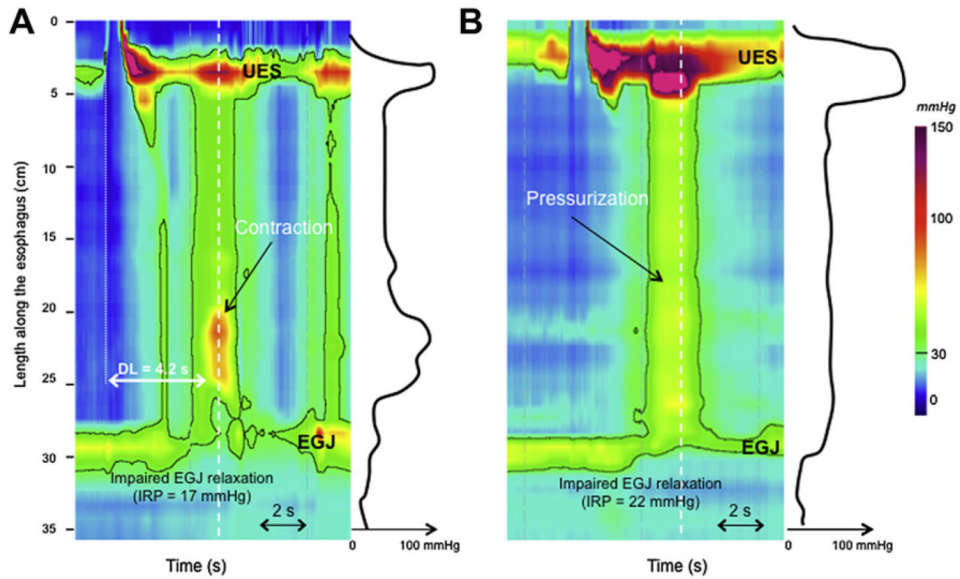 A
0
5
10
15
20
25
30
35
Length along the esophagus (cm)
UES
Contraction
DL = 4.2 s
EGJ
Impaired EGJ relaxation
(IRP = 17 mmHg)
2 s
Time (s)
0
100 mmHg
B
UES
Pressurization
EGJ
Impaired EGJ relaxation
(IRP = 22 mmHg)
2 s
Time (s)
0
100 mmHg
mmHg
150
100
30
0